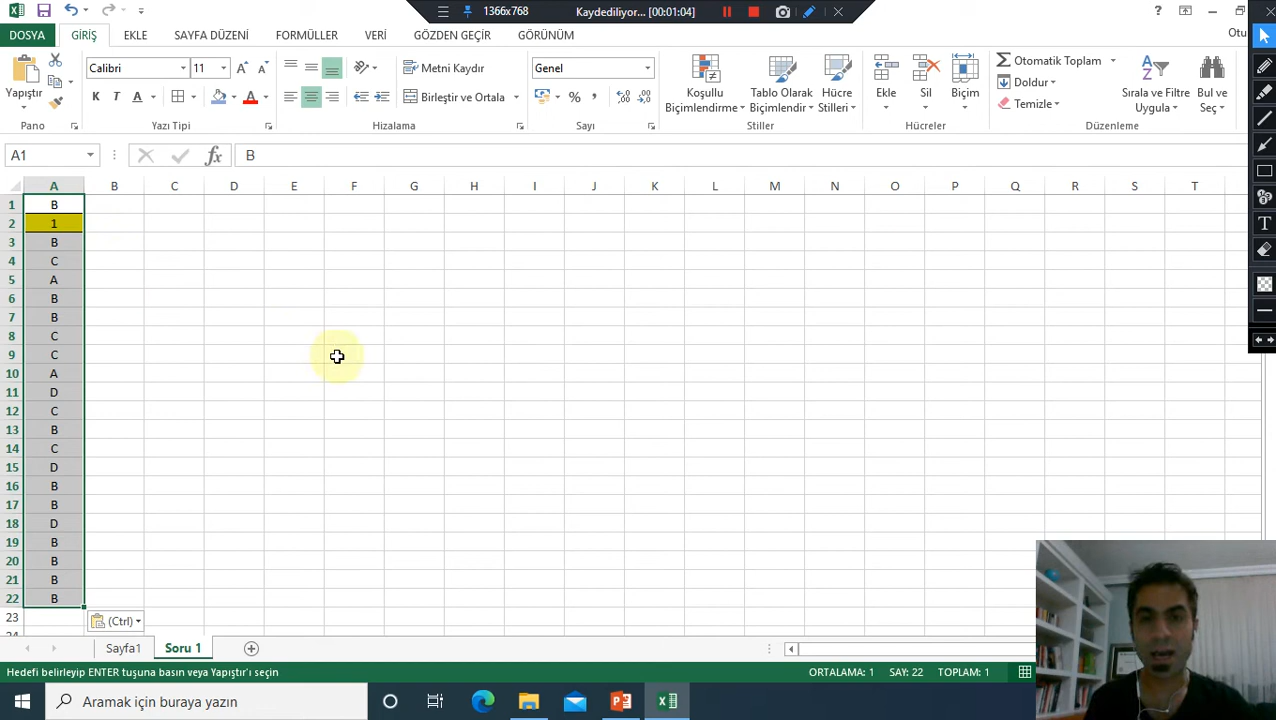 1366x768 Kaydediliyor... [00:01:04]
DOSYA GİRİŞ EKLE SAYFA DÜZENİ FORMÜLLER VERİ GÖZDEN GEÇİR GÖRÜNÜM Otu
Yapıştır
Calibri 11
K T A
Metni Kaydır
Birleştir ve Ortala
Genel
Koşullu Biçimlendirme
Tablo Olarak Biçimlendir
Hücre Stilleri
Ekle Sil Biçim
Otomatik Toplam
Doldur
Temizle
Sırala ve Filtre Uygula
Bul ve Seç
Pano Yazı Tipi Hizalama Sayı Stiller Hücreler Düzenleme
A1 fx B
A B C D E F G H I J K L M N O P Q R S T
1 B
2 1
3 B
4 C
5 A
6 B
7 B
8 C
9 C
10 A
11 D
12 C
13 B
14 C
15 D
16 B
17 B
18 D
19 B
20 B
21 B
22 B
23
24
(Ctrl)
Sayfa1 Soru 1
Hedefi belirleyip ENTER tuşuna basın veya Yapıştır'ı seçin ORTALAMA: 1 SAY: 22 TOPLAM: 1
Aramak için buraya yazın